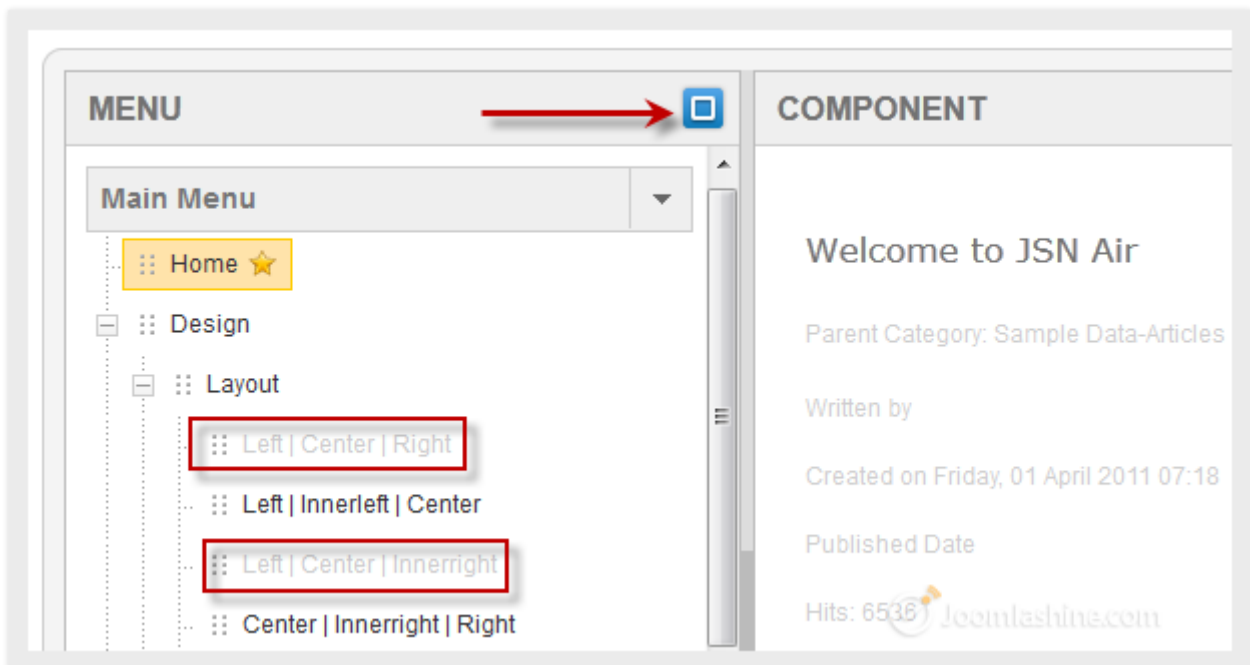 MENU
Main Menu
Home
Design
Layout
Left | Center | Right
Left | Innerleft | Center
Left | Center | Innerright
Center | Innerright | Right
COMPONENT
Welcome to JSN Air
Parent Category: Sample Data-Articles
Written by
Created on Friday, 01 April 2011 07:18
Published Date
Hits: 6536
Joomlashine.com